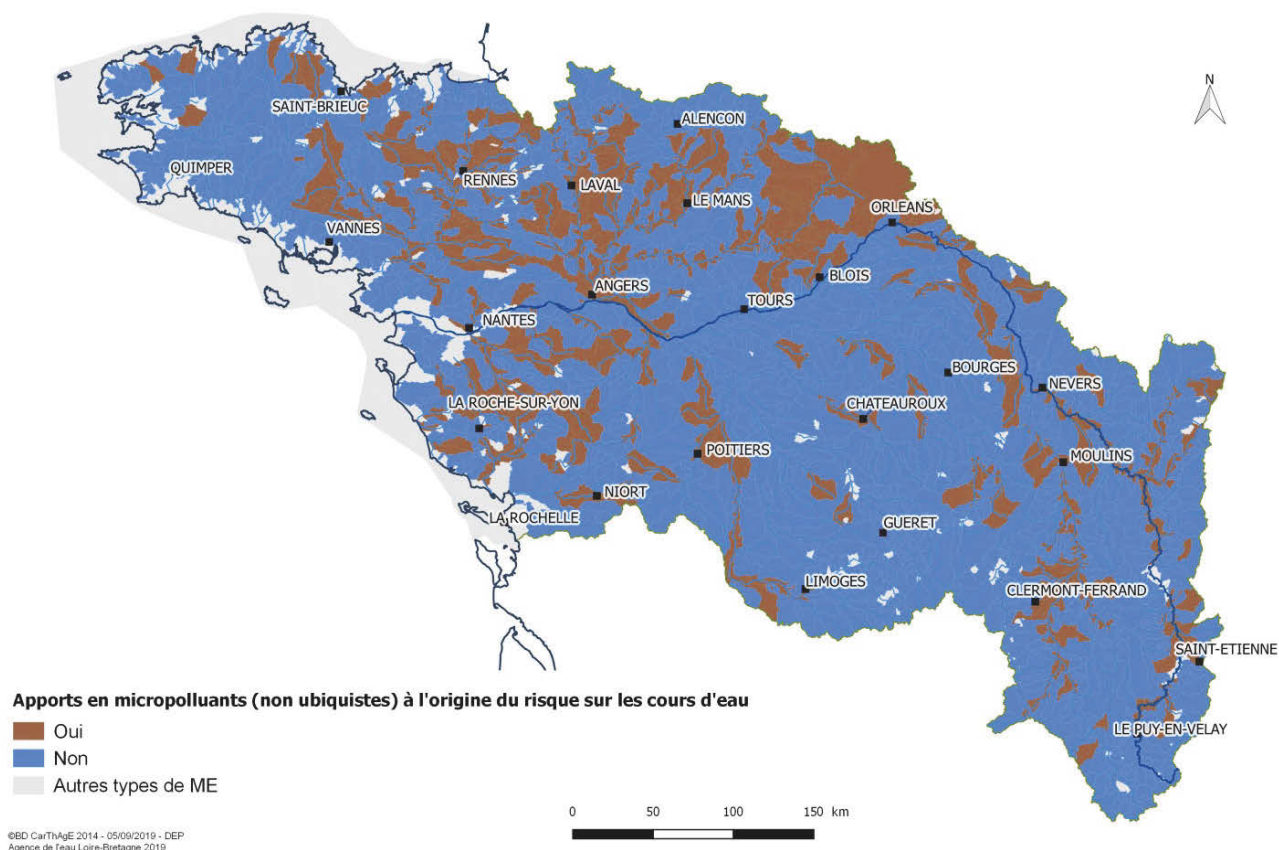 N
SAINT-BRIEUC
ALENCON
QUIMPER
RENNES
LAVAL
LE MANS
ORLEANS
VANNES
ANGERS
BLOIS
TOURS
NANTES
BOURGES
NEVERS
LA ROCHE-SUR-YON
CHATEAUROUX
POITIERS
MOULINS
NIORT
LA ROCHELLE
GUERET
LIMOGES
CLERMONT-FERRAND
SAINT-ETIENNE
LE PUY-EN-VELAY
Apports en micropolluants (non ubiquistes) à l'origine du risque sur les cours d'eau
Oui
Non
Autres types de ME
0 50 100 150 km
©BD CarThAgE 2014 - 05/09/2019 - DEP
Agence de l'eau Loire-Bretagne 2019